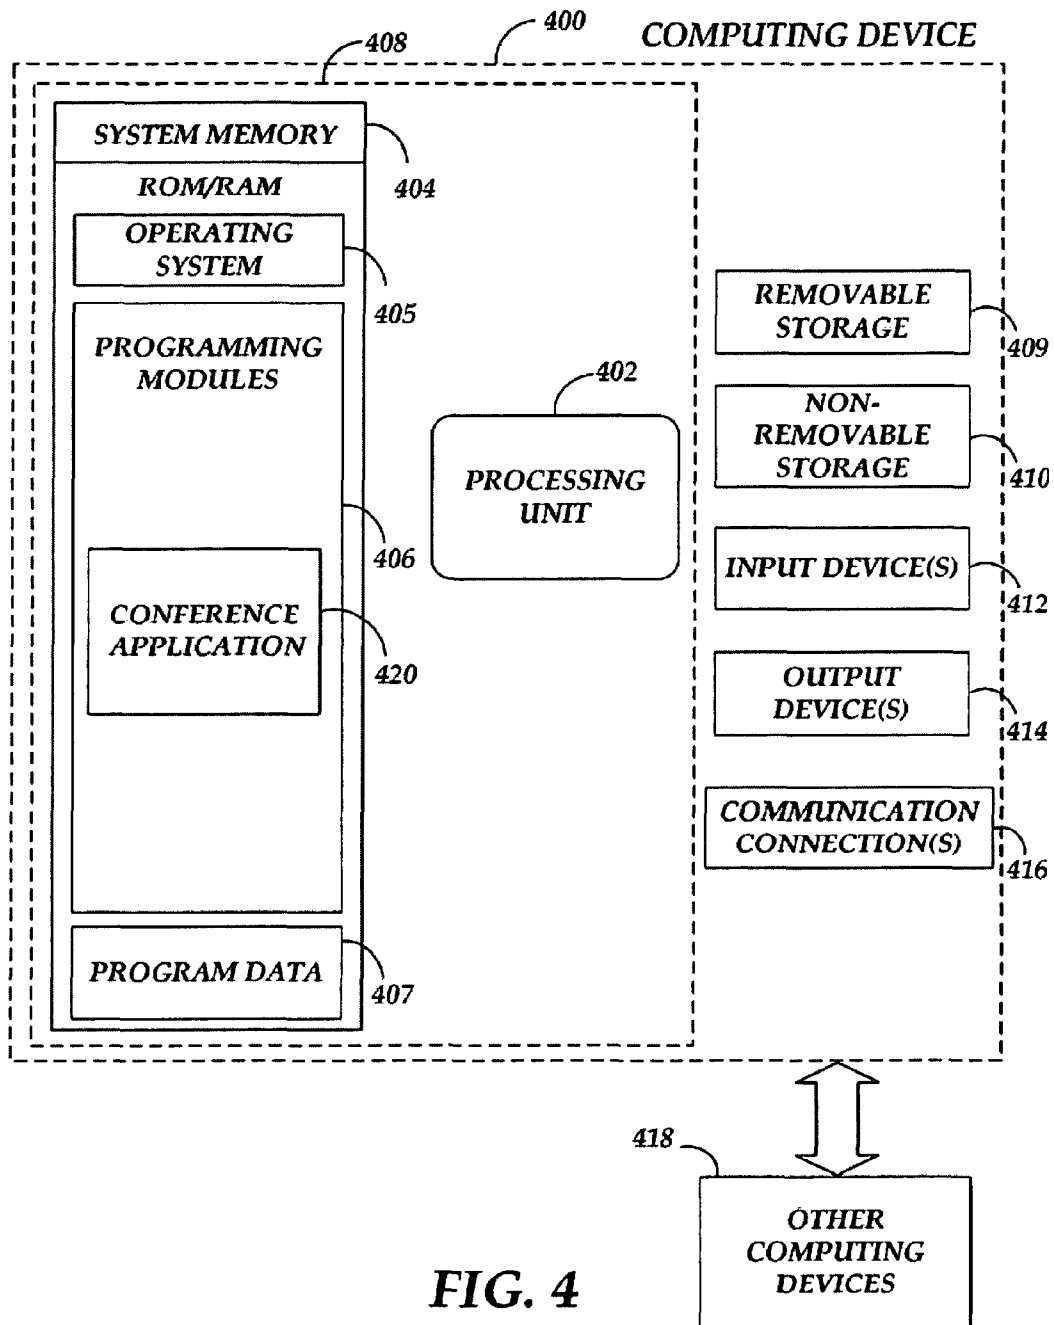 400
COMPUTING DEVICE
408
SYSTEM MEMORY
404
ROM/RAM
OPERATING
SYSTEM
405
PROGRAMMING
MODULES
406
CONFERENCE
APPLICATION
420
PROGRAM DATA
407
402
PROCESSING
UNIT
REMOVABLE
STORAGE
409
NON-
REMOVABLE
STORAGE
410
INPUT DEVICE(S)
412
OUTPUT
DEVICE(S)
414
COMMUNICATION
CONNECTION(S)
416
418
OTHER
COMPUTING
DEVICES
FIG. 4